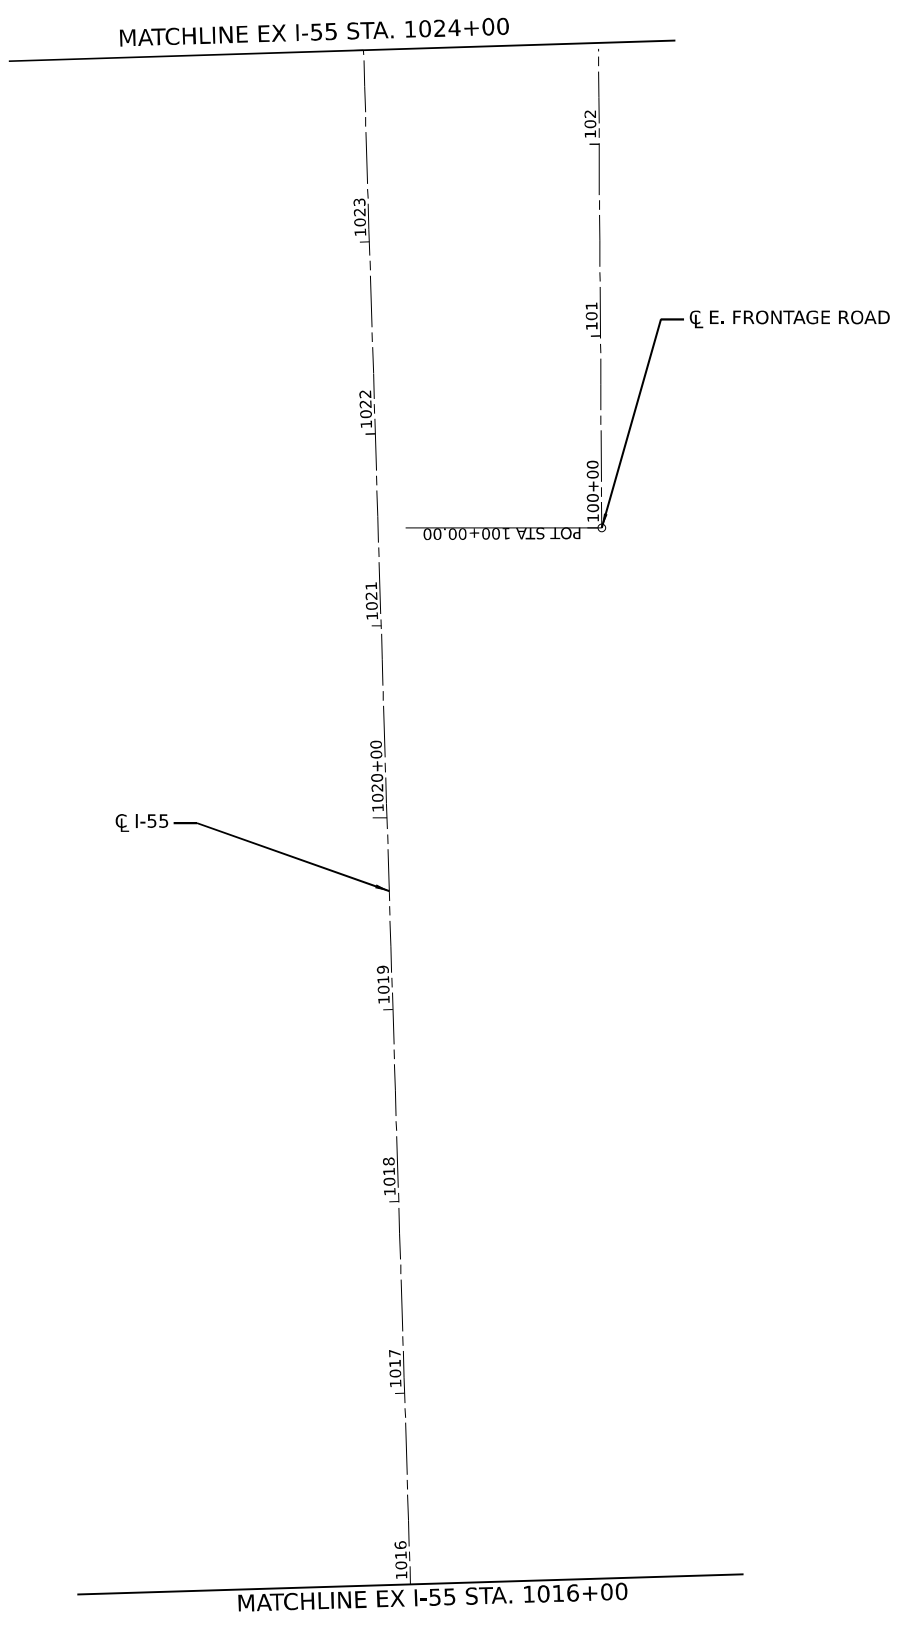 MATCHLINE EX I-55 STA. 1024+00
102
1023
101
℄ E. FRONTAGE ROAD
1022
100+00
POT STA 100+00.00
1021
1020+00
℄ I-55
1019
1018
1017
1016
MATCHLINE EX I-55 STA. 1016+00